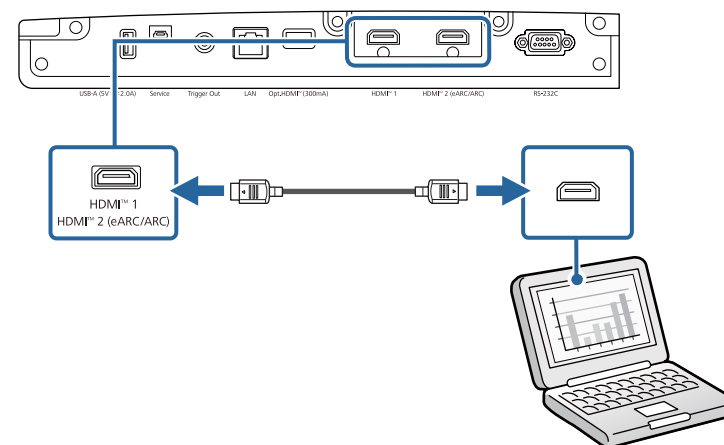 USB-A (5V ⎓2.0A) Service Trigger Out LAN Opt.HDMI™ (300mA) HDMI™ 1 HDMI™ 2 (eARC/ARC) RS-232C
HDMI™ 1
HDMI™ 2 (eARC/ARC)